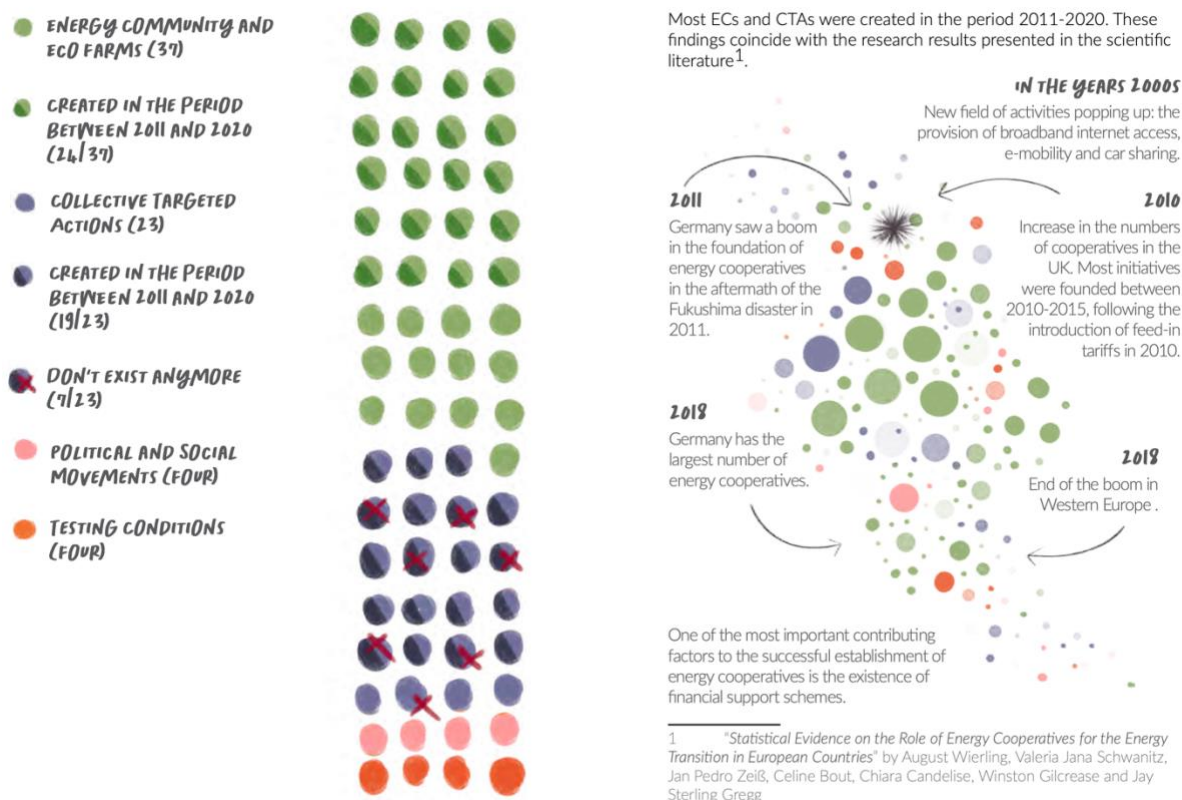 ENERGY COMMUNITY AND
ECO FARMS (37)
CREATED IN THE PERIOD
BETWEEN 2011 AND 2020
(24/37)
COLLECTIVE TARGETED
ACTIONS (23)
CREATED IN THE PERIOD
BETWEEN 2011 AND 2020
(19/23)
DON'T EXIST ANYMORE
(7/23)
POLITICAL AND SOCIAL
MOVEMENTS (FOUR)
TESTING CONDITIONS
(FOUR)
Most ECs and CTAs were created in the period 2011-2020. These
findings coincide with the research results presented in the scientific
literature1.
IN THE YEARS 2000S
New field of activities popping up: the
provision of broadband internet access,
e-mobility and car sharing.
2011
Germany saw a boom
in the foundation of
energy cooperatives
in the aftermath of the
Fukushima disaster in
2011.
2010
Increase in the numbers
of cooperatives in the
UK. Most initiatives
were founded between
2010-2015, following the
introduction of feed-in
tariffs in 2010.
2018
Germany has the
largest number of
energy cooperatives.
2018
End of the boom in
Western Europe .
One of the most important contributing
factors to the successful establishment of
energy cooperatives is the existence of
financial support schemes.
1 "Statistical Evidence on the Role of Energy Cooperatives for the Energy
Transition in European Countries" by August Wierling, Valeria Jana Schwanitz,
Jan Pedro Zeiß, Celine Bout, Chiara Candelise, Winston Gilcrease and Jay
Sterling Gregg